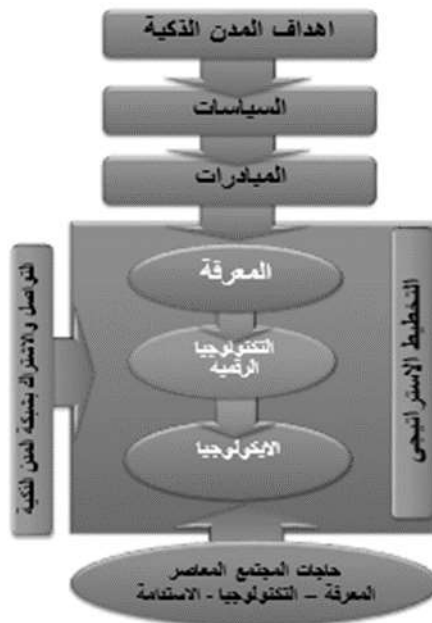 اهداف المدن الذكية
السياسات
المبادرات
المعرفة
التكنولوجيا
الرقميه
الايكولوجيا
التخطيط الاستراتيجى
التواصل والاشتراك بشبكة المدن الذكية
حاجات المجتمع المعاصر
المعرفة – التكنولوجيا - الاستدامة